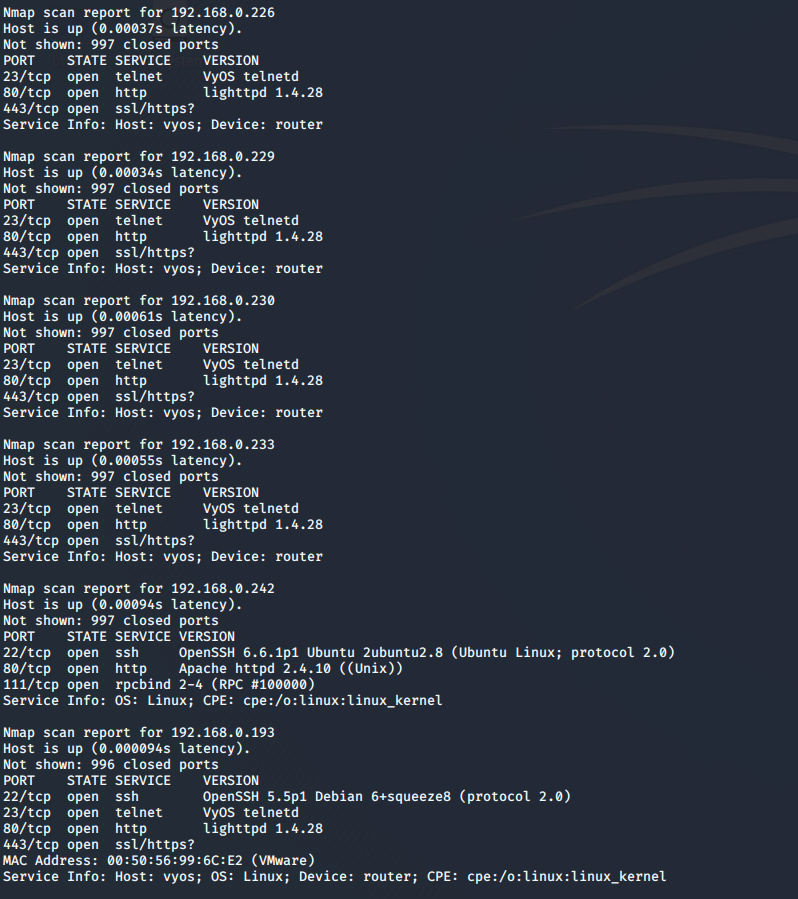 Nmap scan report for 192.168.0.226
Host is up (0.00037s latency).
Not shown: 997 closed ports
PORT    STATE SERVICE    VERSION
23/tcp  open  telnet     VyOS telnetd
80/tcp  open  http       lighttpd 1.4.28
443/tcp open  ssl/https?
Service Info: Host: vyos; Device: router

Nmap scan report for 192.168.0.229
Host is up (0.00034s latency).
Not shown: 997 closed ports
PORT    STATE SERVICE    VERSION
23/tcp  open  telnet     VyOS telnetd
80/tcp  open  http       lighttpd 1.4.28
443/tcp open  ssl/https?
Service Info: Host: vyos; Device: router

Nmap scan report for 192.168.0.230
Host is up (0.00061s latency).
Not shown: 997 closed ports
PORT    STATE SERVICE    VERSION
23/tcp  open  telnet     VyOS telnetd
80/tcp  open  http       lighttpd 1.4.28
443/tcp open  ssl/https?
Service Info: Host: vyos; Device: router

Nmap scan report for 192.168.0.233
Host is up (0.00055s latency).
Not shown: 997 closed ports
PORT    STATE SERVICE    VERSION
23/tcp  open  telnet     VyOS telnetd
80/tcp  open  http       lighttpd 1.4.28
443/tcp open  ssl/https?
Service Info: Host: vyos; Device: router

Nmap scan report for 192.168.0.242
Host is up (0.00094s latency).
Not shown: 997 closed ports
PORT    STATE SERVICE VERSION
22/tcp  open  ssh     OpenSSH 6.6.1p1 Ubuntu 2ubuntu2.8 (Ubuntu Linux; protocol 2.0)
80/tcp  open  http    Apache httpd 2.4.10 ((Unix))
111/tcp open  rpcbind 2-4 (RPC #100000)
Service Info: OS: Linux; CPE: cpe:/o:linux:linux_kernel

Nmap scan report for 192.168.0.193
Host is up (0.000094s latency).
Not shown: 996 closed ports
PORT    STATE SERVICE    VERSION
22/tcp  open  ssh        OpenSSH 5.5p1 Debian 6+squeeze8 (protocol 2.0)
23/tcp  open  telnet     VyOS telnetd
80/tcp  open  http       lighttpd 1.4.28
443/tcp open  ssl/https?
MAC Address: 00:50:56:99:6C:E2 (VMware)
Service Info: Host: vyos; OS: Linux; Device: router; CPE: cpe:/o:linux:linux_kernel